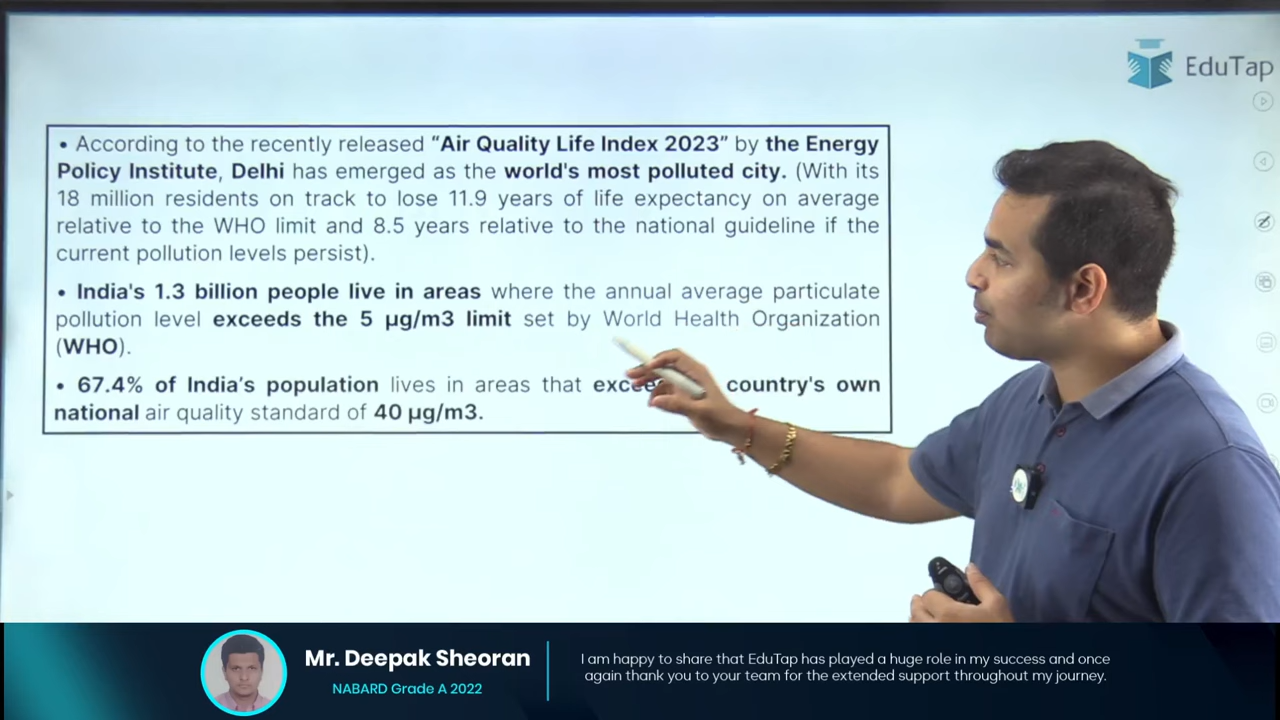 EduTap
• According to the recently released “Air Quality Life Index 2023” by the Energy
Policy Institute, Delhi has emerged as the world's most polluted city. (With its
18 million residents on track to lose 11.9 years of life expectancy on average
relative to the WHO limit and 8.5 years relative to the national guideline if the
current pollution levels persist).
• India's 1.3 billion people live in areas where the annual average particulate
pollution level exceeds the 5 µg/m3 limit set by World Health Organization
(WHO).
• 67.4% of India’s population lives in areas that country's own
national air quality standard of 40 µg/m3.
Mr. Deepak Sheoran
NABARD Grade A 2022
I am happy to share that EduTap has played a huge role in my success and once
again thank you to your team for the extended support throughout my journey.